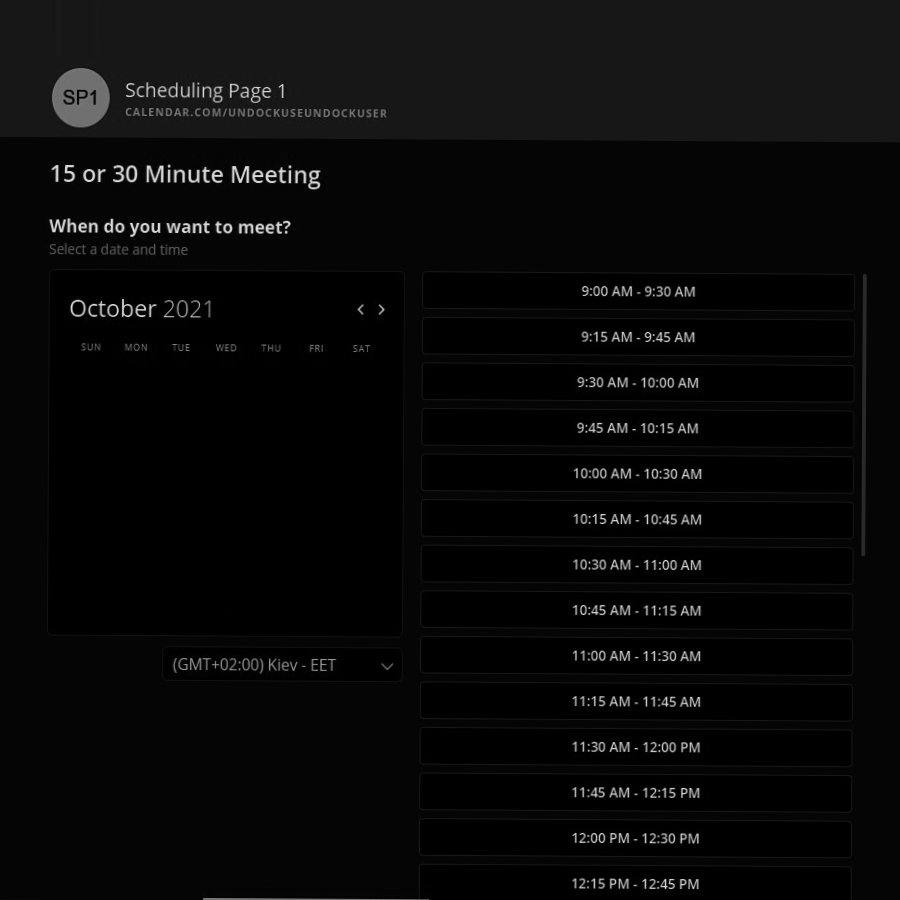 SP1
Scheduling Page 1
CALENDAR.COM/UNDOCKUSEUNDOCKUSER
15 or 30 Minute Meeting
When do you want to meet?
Select a date and time
October 2021
SUN MON TUE WED THU FRI SAT
(GMT+02:00) Kiev - EET
9:00 AM - 9:30 AM
9:15 AM - 9:45 AM
9:30 AM - 10:00 AM
9:45 AM - 10:15 AM
10:00 AM - 10:30 AM
10:15 AM - 10:45 AM
10:30 AM - 11:00 AM
10:45 AM - 11:15 AM
11:00 AM - 11:30 AM
11:15 AM - 11:45 AM
11:30 AM - 12:00 PM
11:45 AM - 12:15 PM
12:00 PM - 12:30 PM
12:15 PM - 12:45 PM